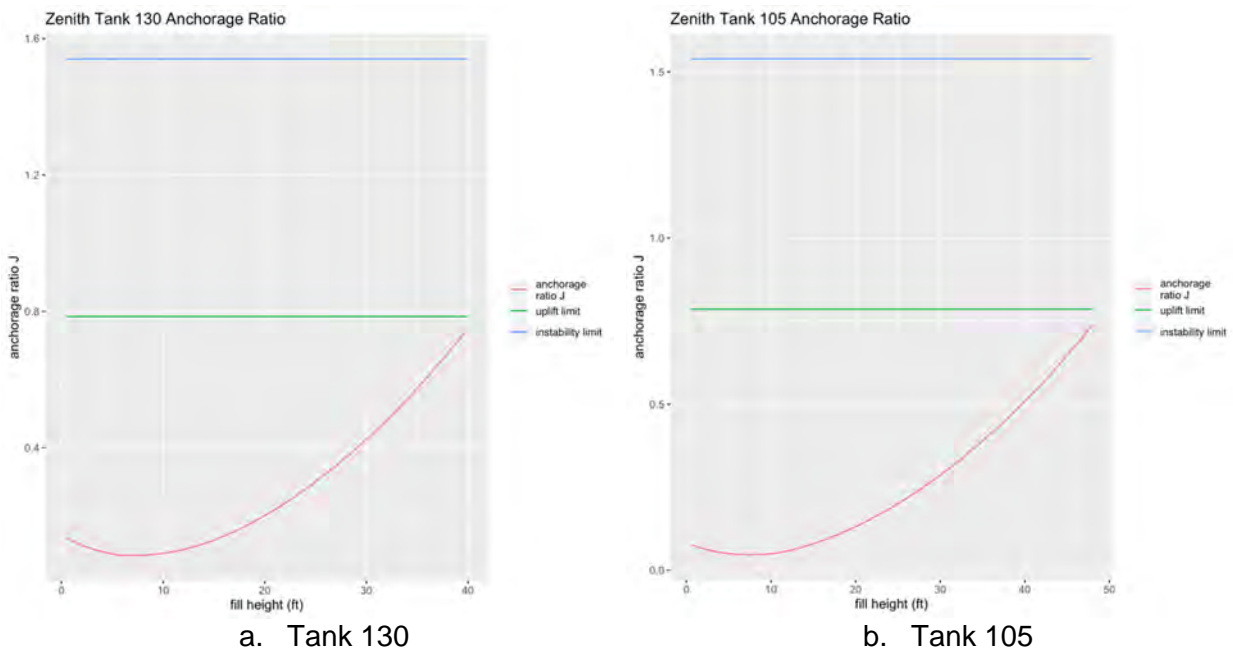 Zenith Tank 130 Anchorage Ratio
1.6
1.2
0.8
0.4
anchorage ratio J
0
10
20
30
40
fill height (ft)
anchorage
ratio J
uplift limit
instability limit
a. Tank 130
Zenith Tank 105 Anchorage Ratio
1.5
1.0
0.5
0.0
anchorage ratio J
0
10
20
30
40
50
fill height (ft)
anchorage
ratio J
uplift limit
instability limit
b. Tank 105